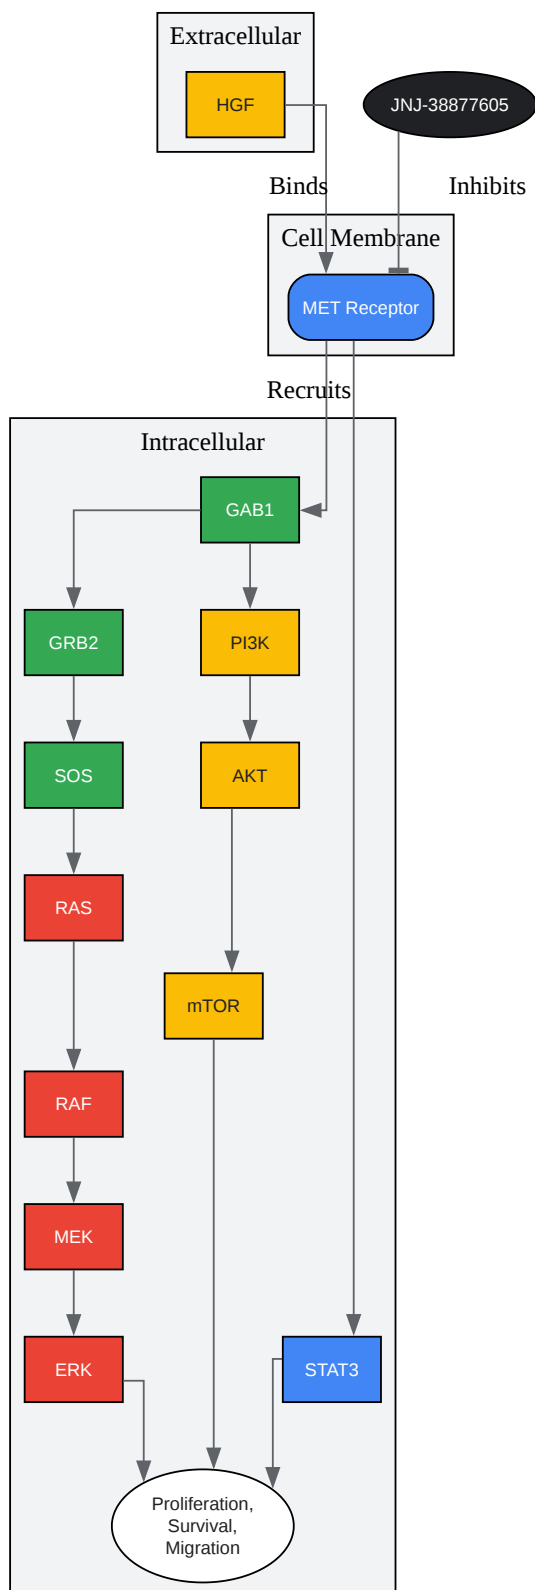 Extracellular
HGF
JNJ-38877605
Binds
Inhibits
Cell Membrane
MET Receptor
Recruits
Intracellular
GAB1
GRB2
PI3K
SOS
AKT
RAS
mTOR
RAF
MEK
ERK
STAT3
Proliferation,
Survival,
Migration